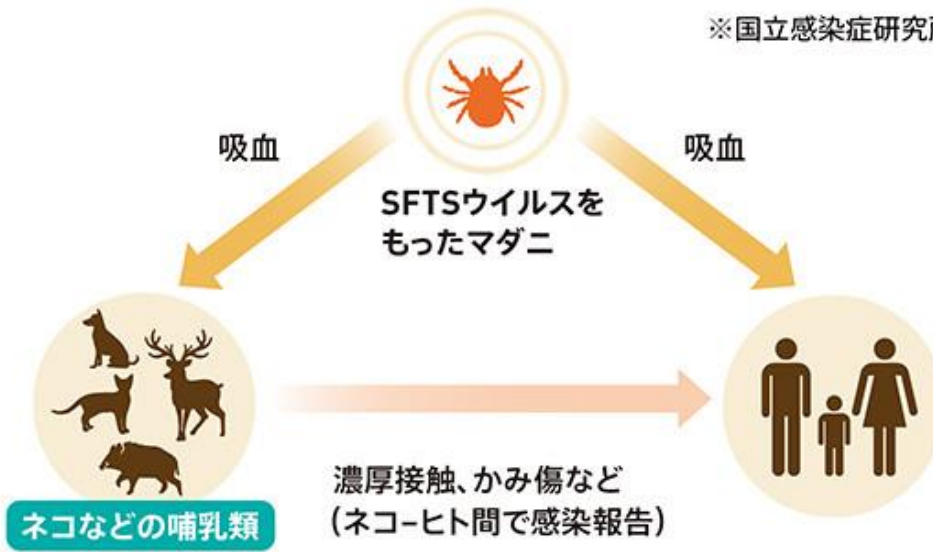 ※国立感染症研究所
吸血
吸血
SFTSウイルスを
もったマダニ
濃厚接触、かみ傷など
(ネコ−ヒト間で感染報告)
ネコなどの哺乳類